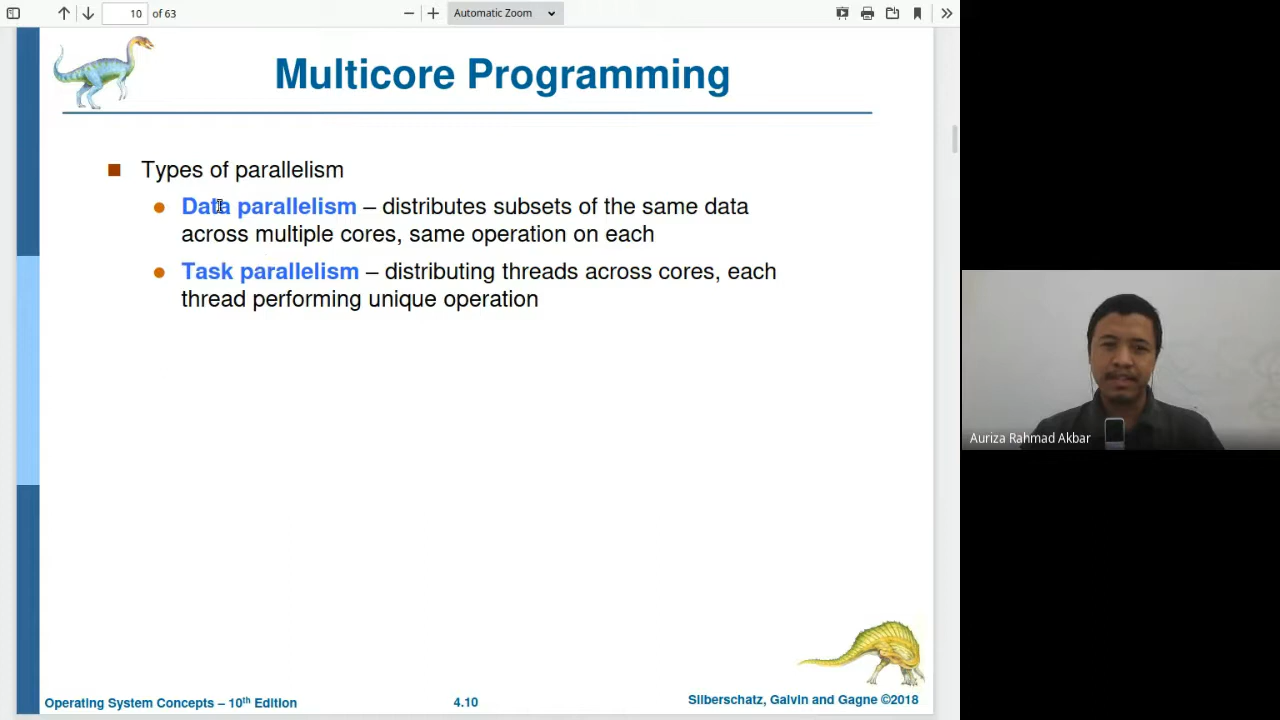 10 of 63
Automatic Zoom
Multicore Programming
Types of parallelism
Data parallelism – distributes subsets of the same data
across multiple cores, same operation on each
Task parallelism – distributing threads across cores, each
thread performing unique operation
Auriza Rahmad Akbar
Operating System Concepts – 10th Edition
4.10
Silberschatz, Galvin and Gagne ©2018